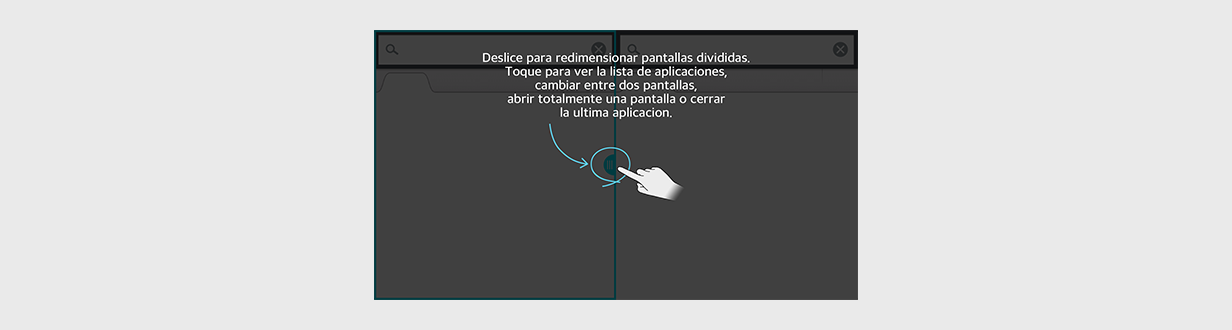 Deslice para redimensionar pantallas divididas.
Toque para ver la lista de aplicaciones,
cambiar entre dos pantallas,
abrir totalmente una pantalla o cerrar
la ultima aplicacion.